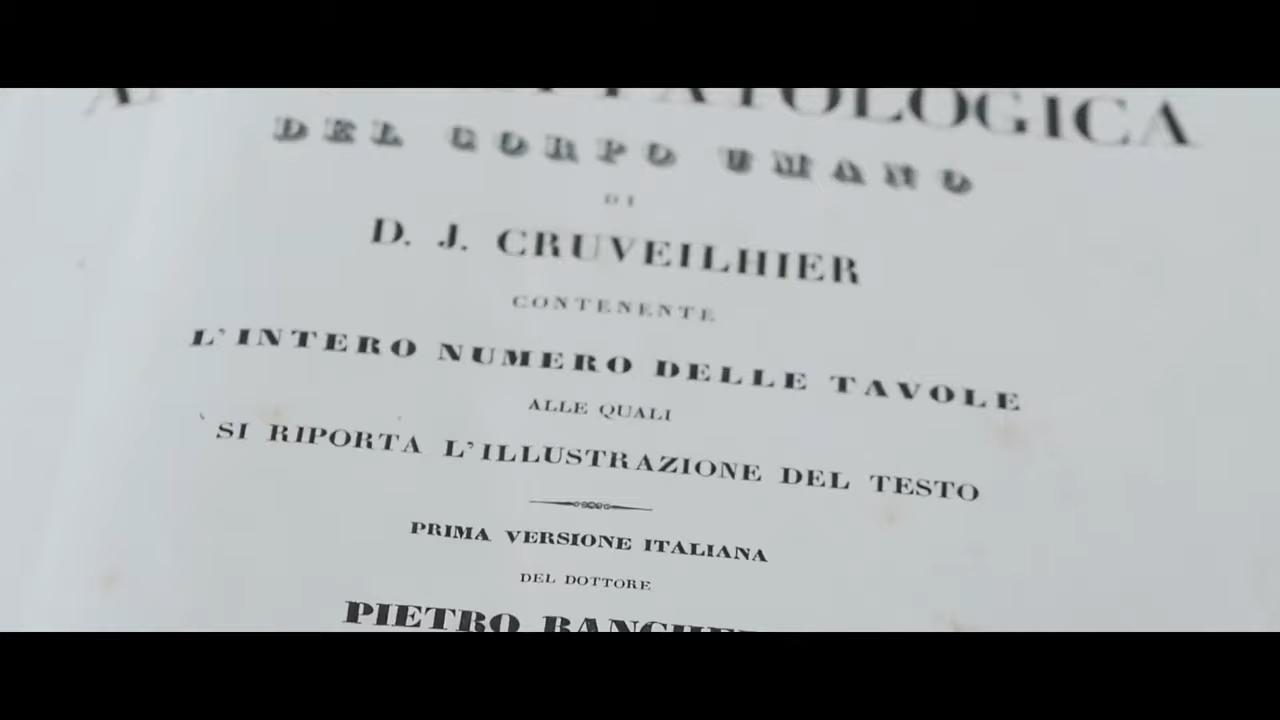 PATOLOGICA
DEL CORPO UMANO
DI
D. J. CRUVEILHIER
CONTENENTE
L'INTERO NUMERO DELLE TAVOLE
ALLE QUALI
SI RIPORTA L'ILLUSTRAZIONE DEL TESTO
PRIMA VERSIONE ITALIANA
DEL DOTTORE
PIETRO